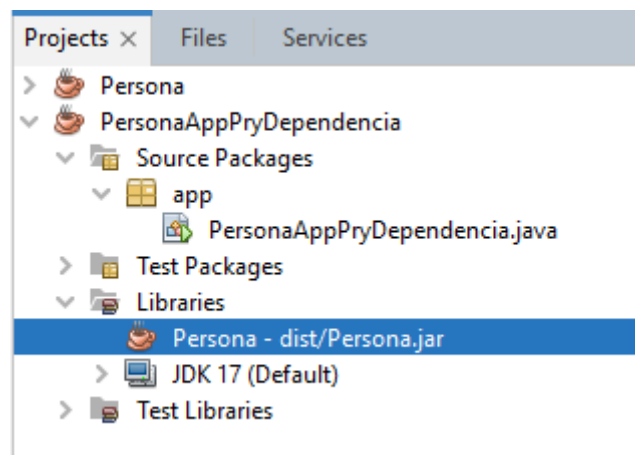 Projects × Files Services
Persona
PersonaAppPryDependencia
Source Packages
app
PersonaAppPryDependencia.java
Test Packages
Libraries
Persona - dist/Persona.jar
JDK 17 (Default)
Test Libraries